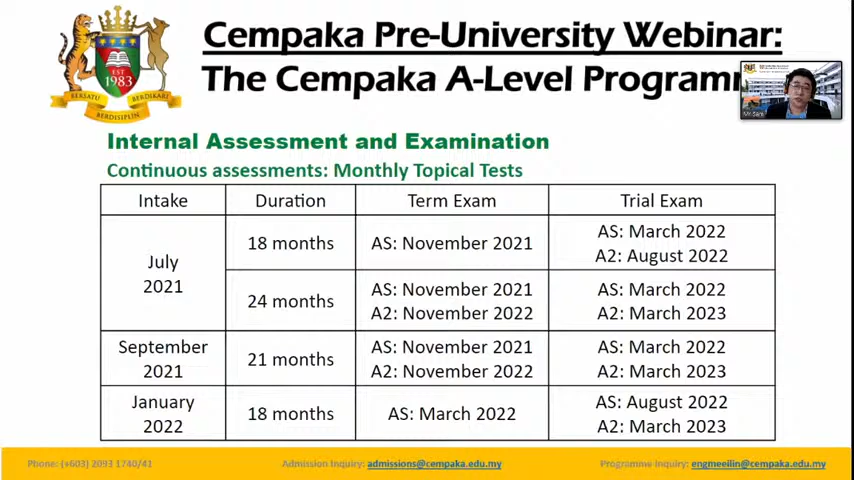 Cempaka Pre-University Webinar:
The Cempaka A-Level Programm
EST
1983
BERSATU BERDIKARI
BERDISIPLIN
Mr. Sam
Internal Assessment and Examination
Continuous assessments: Monthly Topical Tests
Intake Duration Term Exam Trial Exam
July 2021 18 months AS: November 2021 AS: March 2022
A2: August 2022
24 months AS: November 2021 AS: March 2022
A2: November 2022 A2: March 2023
September 2021 21 months AS: November 2021 AS: March 2022
A2: November 2022 A2: March 2023
January 2022 18 months AS: March 2022 AS: August 2022
A2: March 2023
Phone: (+603) 2093 1740/41 Admission Inquiry: admissions@cempaka.edu.my Programme Inquiry: engmeeilin@cempaka.edu.my